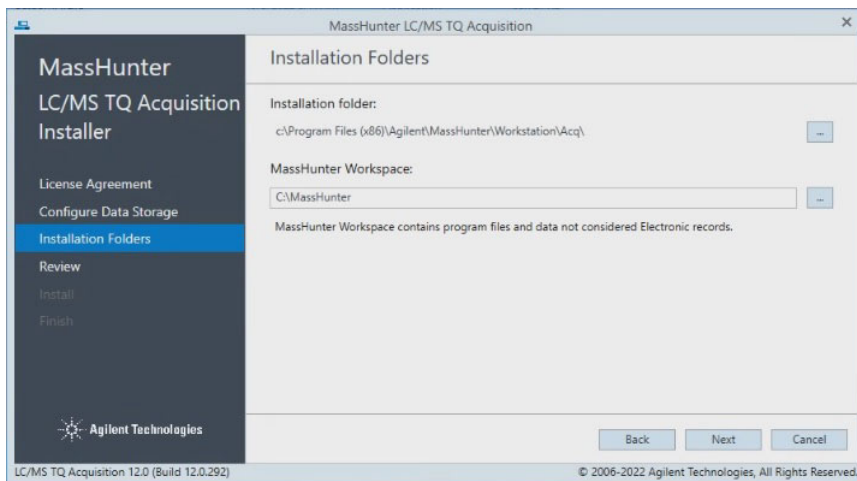 MassHunter LC/MS TQ Acquisition
MassHunter
LC/MS TQ Acquisition
Installer
License Agreement
Configure Data Storage
Installation Folders
Review
Install
Finish
Agilent Technologies
Installation Folders
Installation folder:
c:\Program Files (x86)\Agilent\MassHunter\Workstation\Acq\
...
MassHunter Workspace:
C:\MassHunter
...
MassHunter Workspace contains program files and data not considered Electronic records.
Back
Next
Cancel
LC/MS TQ Acquisition 12.0 (Build 12.0.292)
© 2006-2022 Agilent Technologies, All Rights Reserved.